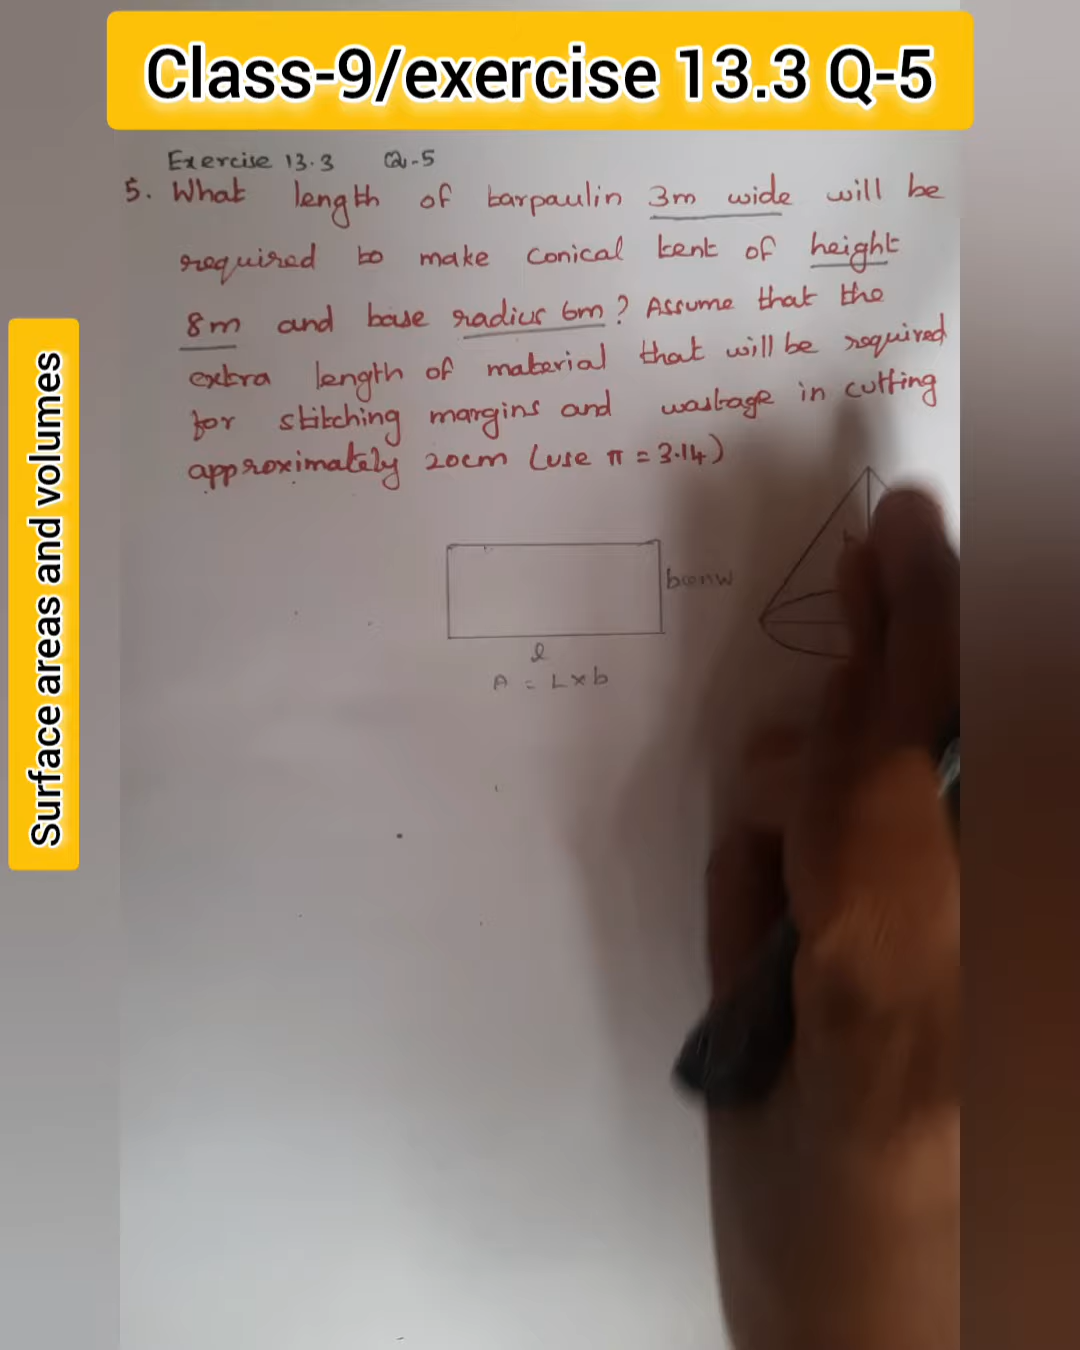 Class-9/exercise 13.3 Q-5
Exercise 13.3 Q-5
5. What length of tarpaulin 3m wide will be
required to make conical tent of height
8m and base radius 6m? Assume that the
extra length of material that will be required
for stitching margins and wastage in cutting
approximately 20cm (use π = 3.14)
h
l
A = L×b
Surface areas and volumes